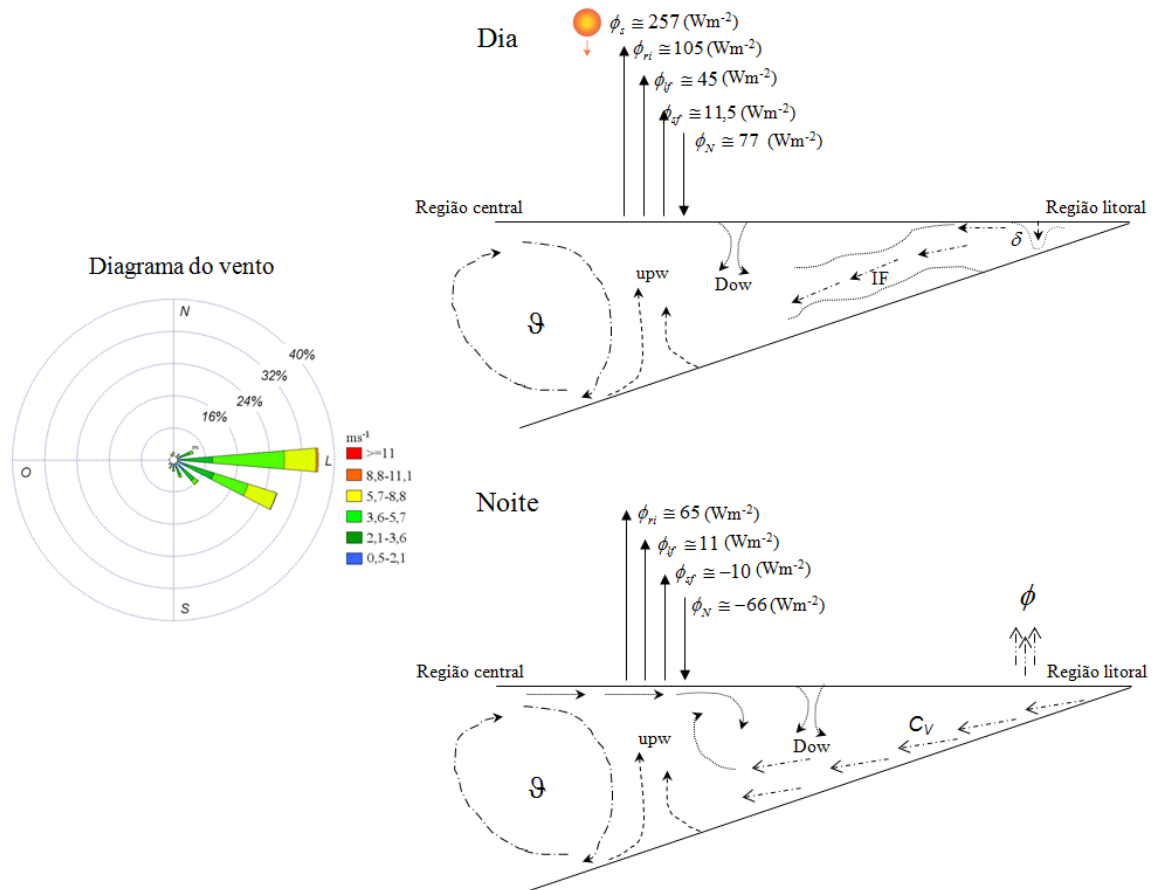 Dia
ϕs ≅ 257 (Wm-2)
ϕri ≅ 105 (Wm-2)
ϕlf ≅ 45 (Wm-2)
ϕsf ≅ 11,5 (Wm-2)
ϕN ≅ 77 (Wm-2)
Região central
Região litoral
δ
IF
upw
Dow
ϑ
Diagrama do vento
N
40%
32%
24%
16%
L
O
S
ms-1
>=11
8,8-11,1
5,7-8,8
3,6-5,7
2,1-3,6
0,5-2,1
Noite
ϕri ≅ 65 (Wm-2)
ϕlf ≅ 11 (Wm-2)
ϕsf ≅ −10 (Wm-2)
ϕN ≅ −66 (Wm-2)
ϕ
Região central
Região litoral
CV
upw
Dow
ϑ